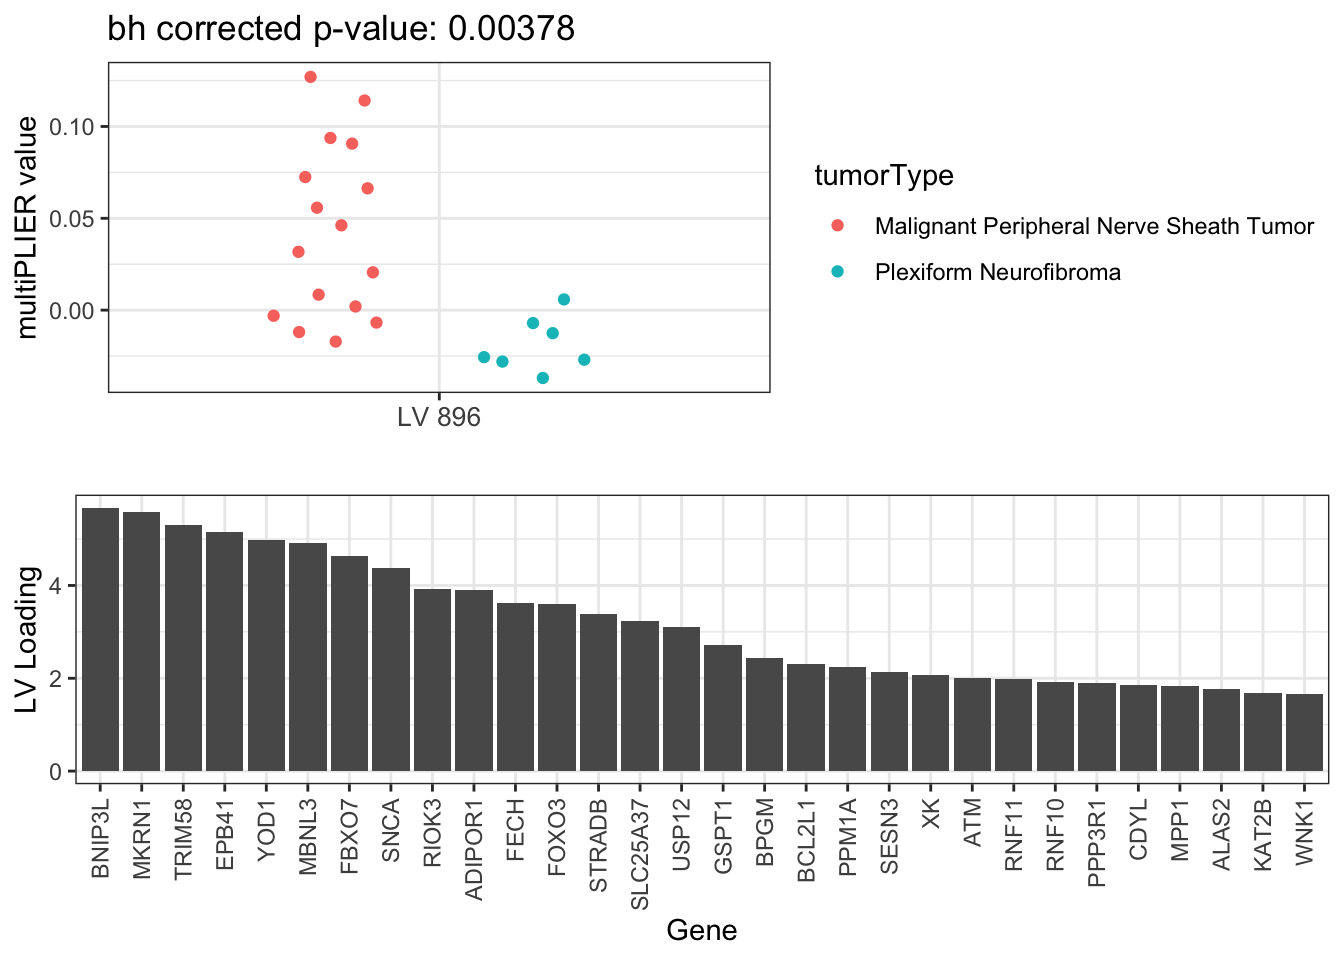 bh corrected p-value: 0.00378
multiPLIER value
0.10
0.05
0.00
LV 896
tumorType
Malignant Peripheral Nerve Sheath Tumor
Plexiform Neurofibroma
LV Loading
4
2
0
BNIP3L
MKRN1
TRIM58
EPB41
YOD1
MBNL3
FBXO7
SNCA
RIOK3
ADIPOR1
FECH
FOXO3
STRADB
SLC25A37
USP12
GSPT1
BPGM
BCL2L1
PPM1A
SESN3
XK
ATM
RNF11
RNF10
PPP3R1
CDYL
MPP1
ALAS2
KAT2B
WNK1
Gene